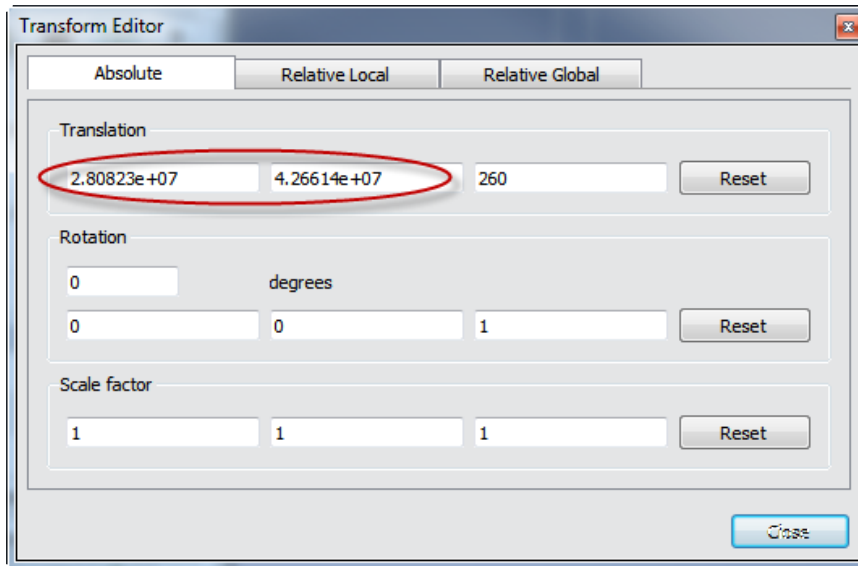 Transform Editor
x
Absolute Relative Local Relative Global
Translation
2.80823e+07 4.26614e+07 260 Reset
Rotation
0 degrees
0 0 1 Reset
Scale factor
1 1 1 Reset
Close